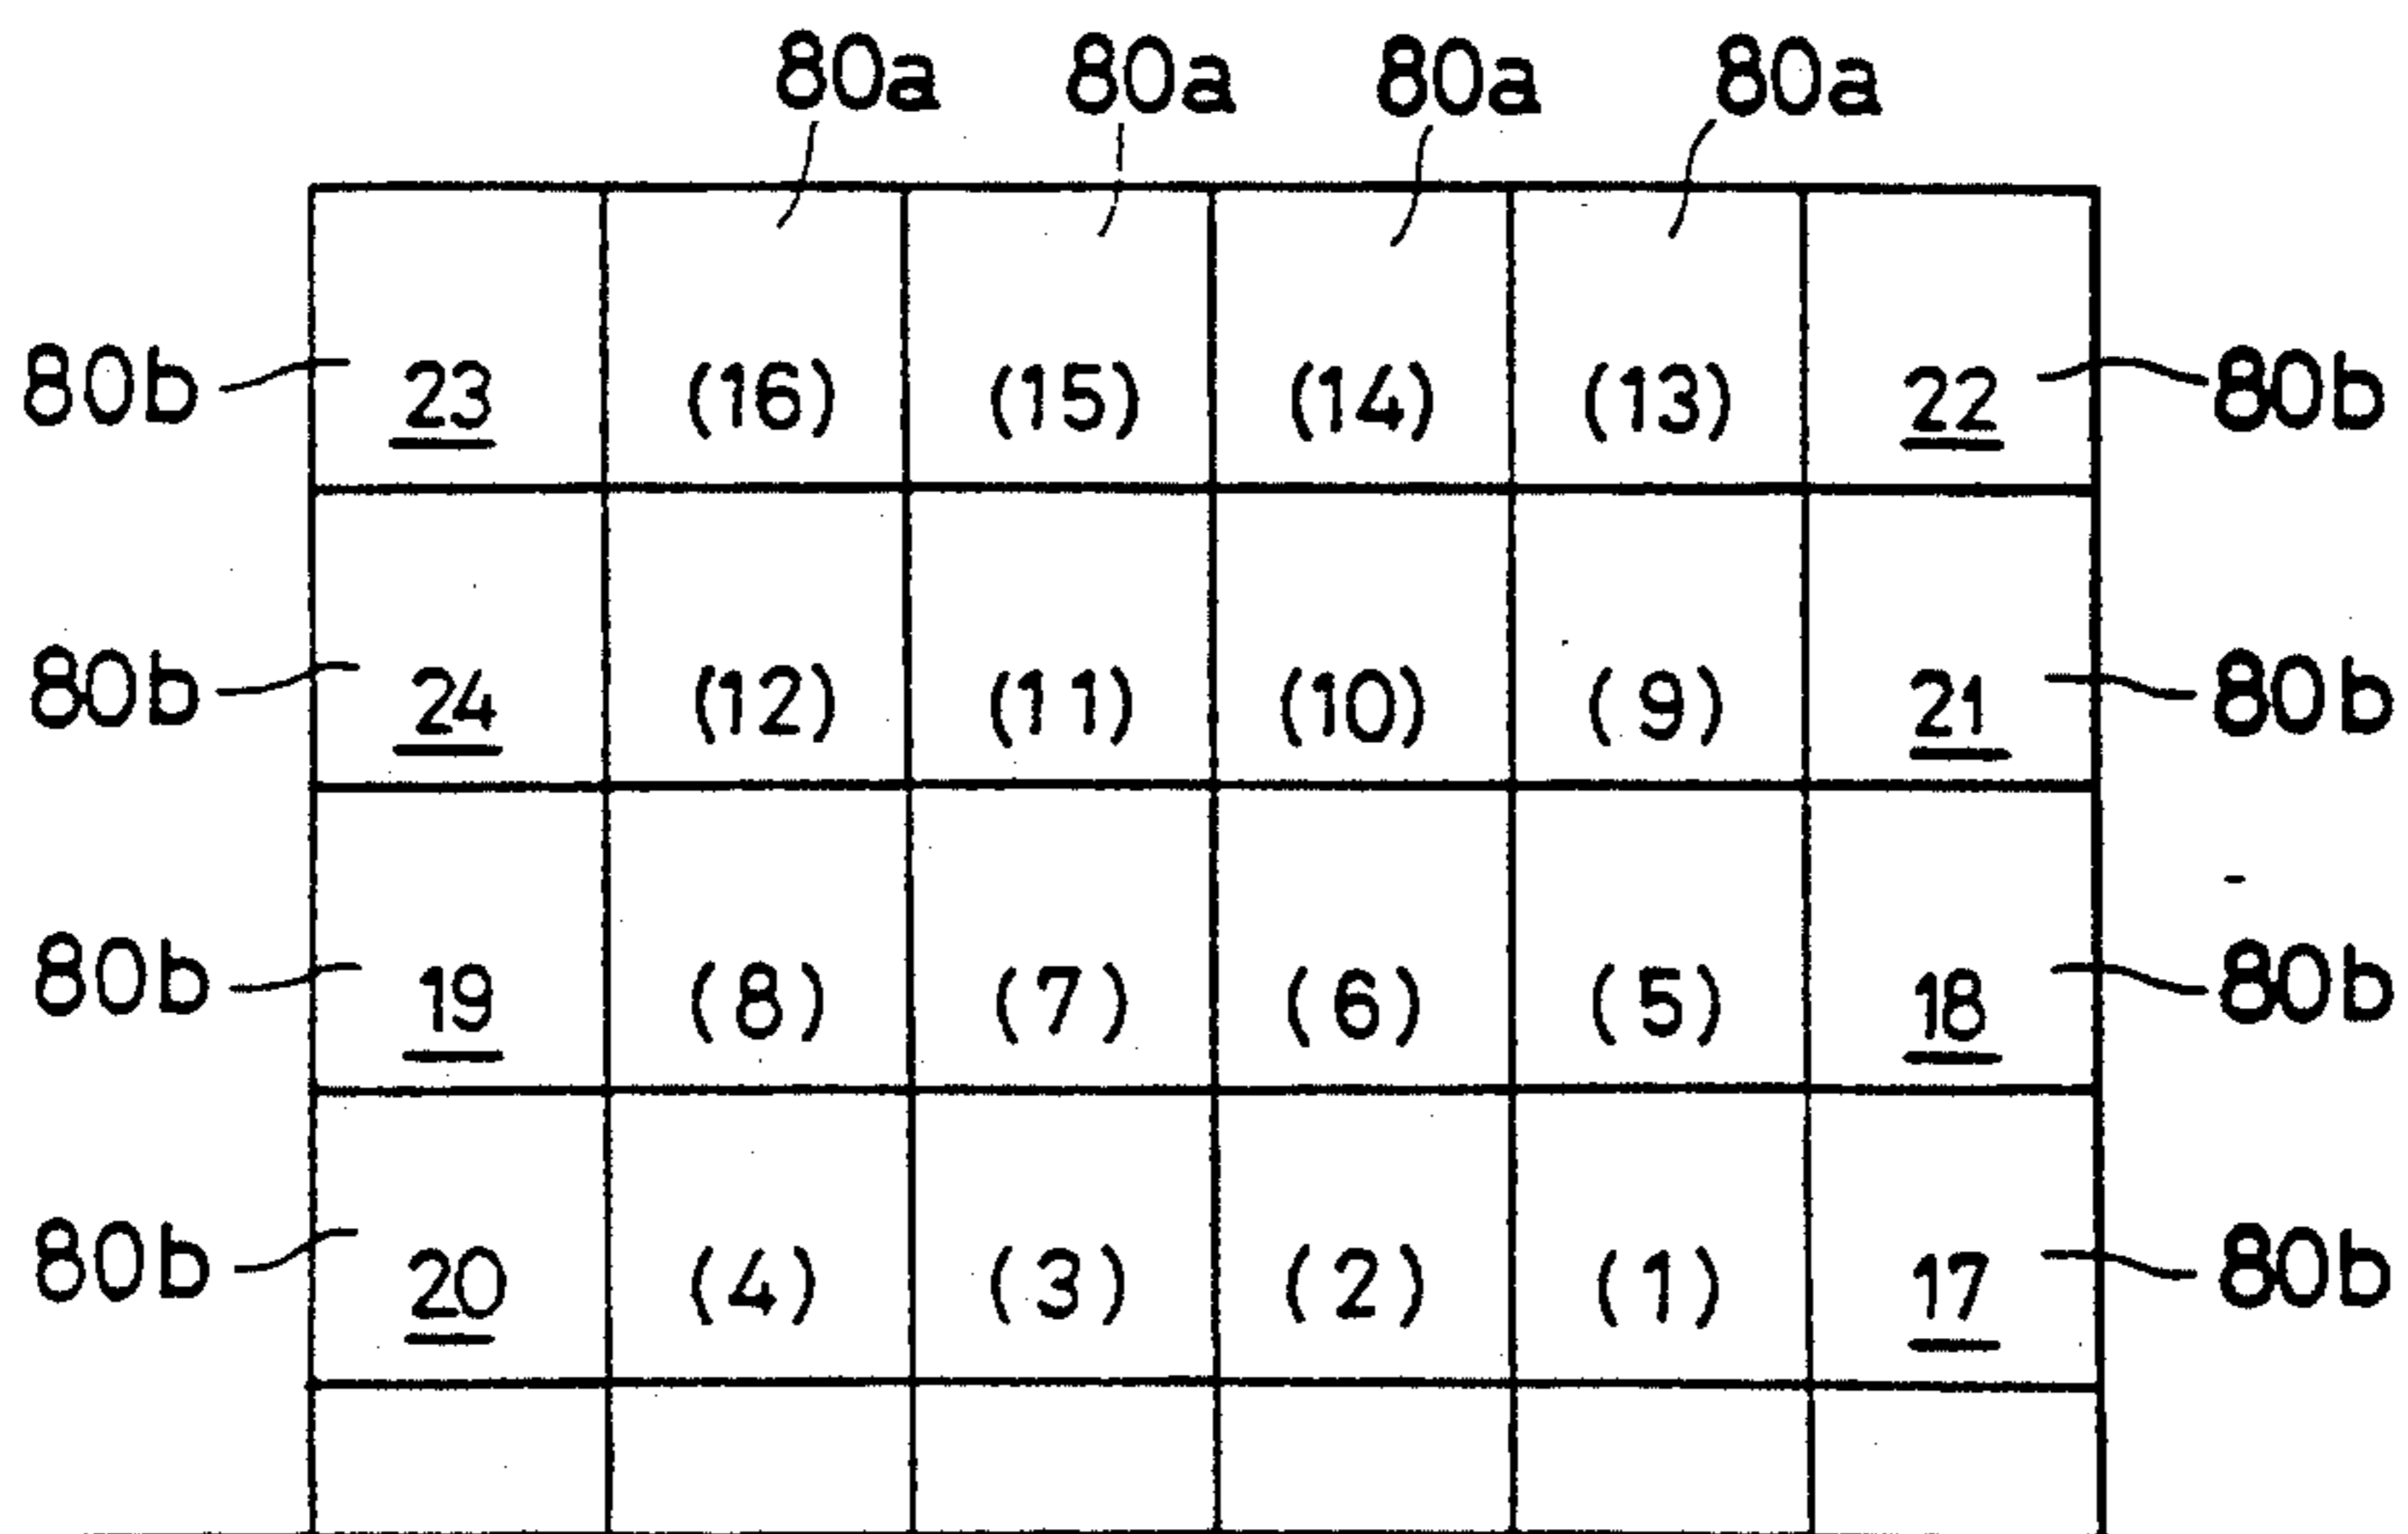 80a 80a 80a 80a
80b 23 (16) (15) (14) (13) 22 80b
80b 24 (12) (11) (10) (9) 21 80b
80b 19 (8) (7) (6) (5) 18 80b
80b 20 (4) (3) (2) (1) 17 80b